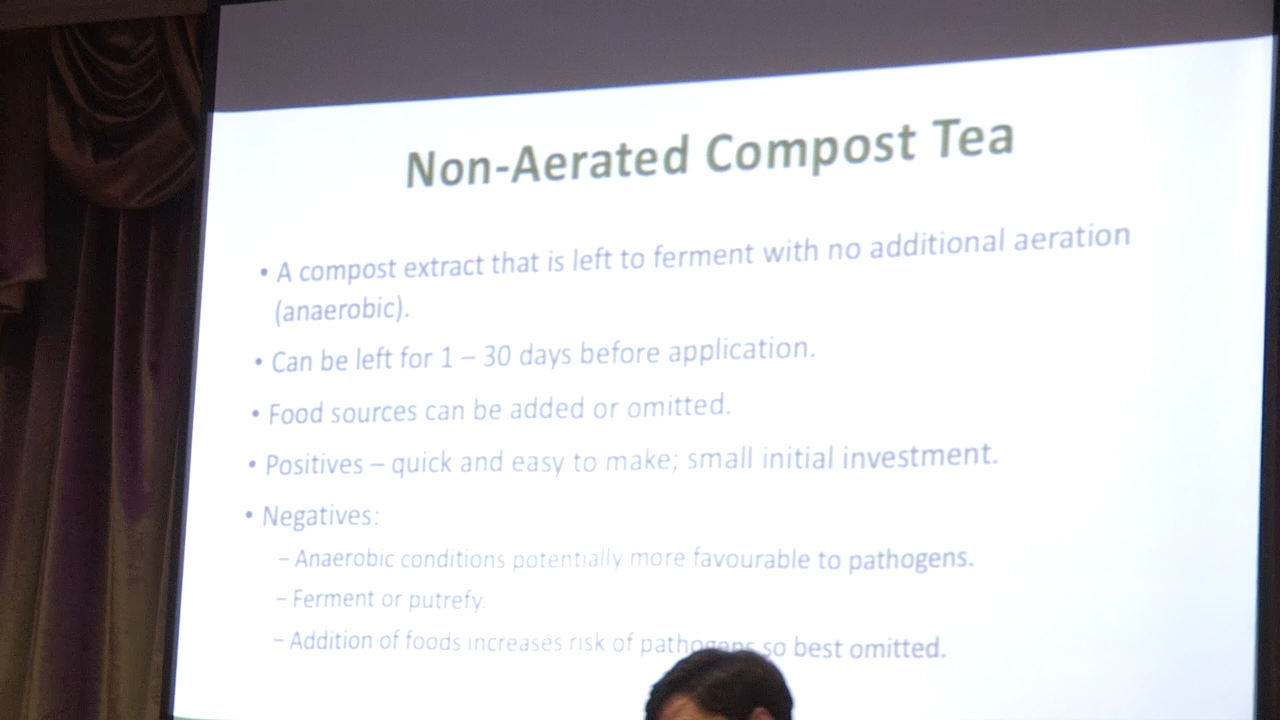 Non-Aerated Compost Tea
• A compost extract that is left to ferment with no additional aeration
(anaerobic).
• Can be left for 1 – 30 days before application.
• Food sources can be added or omitted.
• Positives – quick and easy to make; small initial investment.
• Negatives:
– Anaerobic conditions potentially more favourable to pathogens.
– Ferment or putrefy.
– Addition of foods increases risk of pathogens so best omitted.